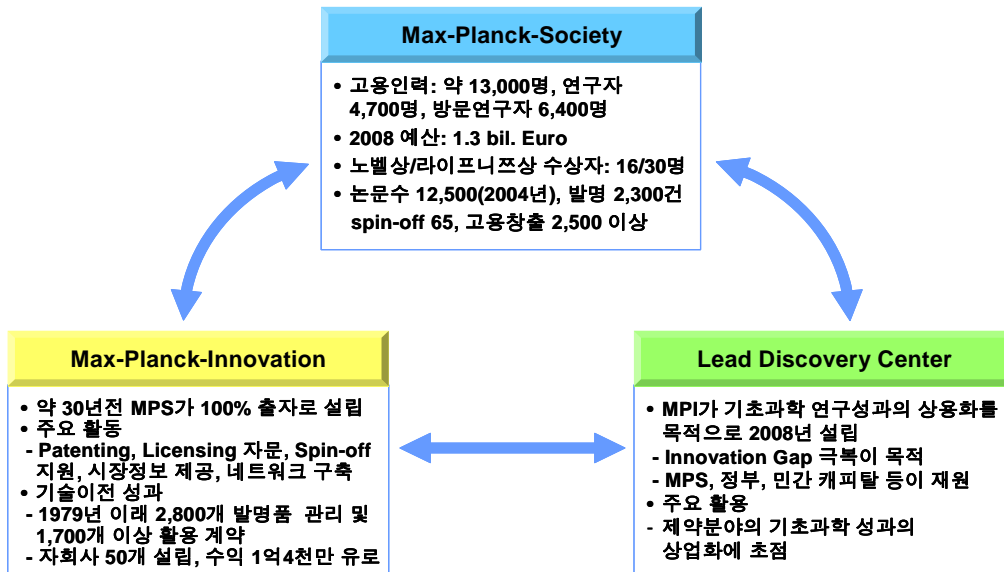 Max-Planck-Society
• 고용인력: 약 13,000명, 연구자
4,700명, 방문연구자 6,400명
• 2008 예산: 1.3 bil. Euro
• 노벨상/라이프니쯔상 수상자: 16/30명
• 논문수 12,500(2004년), 발명 2,300건
spin-off 65, 고용창출 2,500 이상
Max-Planck-Innovation
• 약 30년전 MPS가 100% 출자로 설립
• 주요 활동
- Patenting, Licensing 자문, Spin-off
지원, 시장정보 제공, 네트워크 구축
• 기술이전 성과
- 1979년 이래 2,800개 발명품 관리 및
1,700개 이상 활용 계약
- 자회사 50개 설립, 수익 1억4천만 유로
Lead Discovery Center
• MPI가 기초과학 연구성과의 상용화를
목적으로 2008년 설립
- Innovation Gap 극복이 목적
- MPS, 정부, 민간 캐피탈 등이 재원
• 주요 활용
- 제약분야의 기초과학 성과의
상업화에 초점